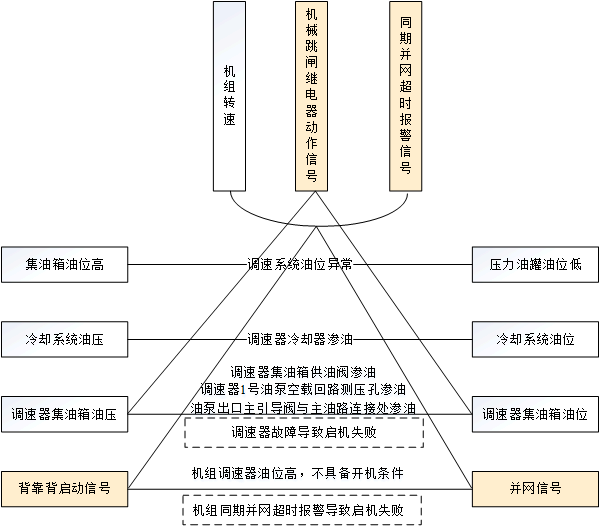 机组转速
机械跳闸继电器动作信号
同期并网超时报警信号
集油箱油位高
调速系统油位异常
压力油罐油位低
冷却系统油压
调速器冷却器渗油
冷却系统油位
调速器集油箱供油阀渗油
调速器1号油泵空载回路测压孔渗油
调速器集油箱油压
油泵出口主引导阀与主油路连接处渗油
调速器集油箱油位
调速器故障导致启机失败
背靠背启动信号
机组调速器油位高，不具备开机条件
并网信号
机组同期并网超时报警导致启机失败